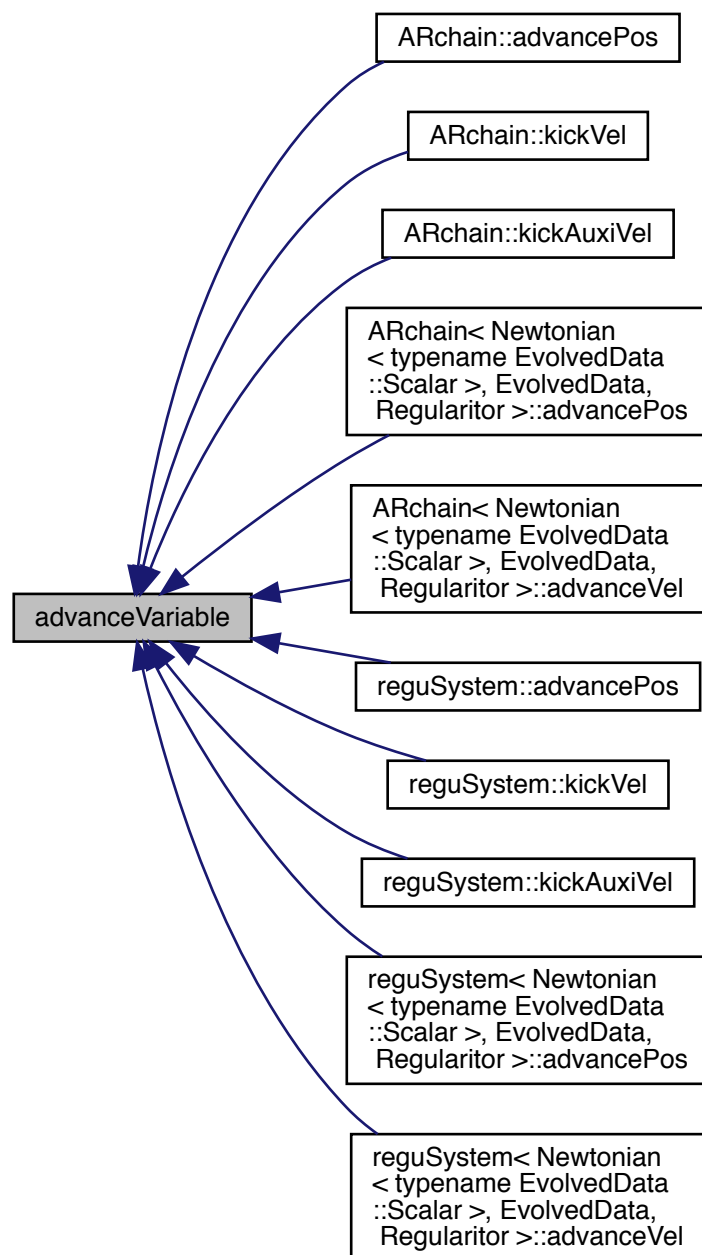 ARchain::advancePos
ARchain::kickVel
ARchain::kickAuxiVel
ARchain< Newtonian
< typename EvolvedData
::Scalar >, EvolvedData,
Regularitor >::advancePos
ARchain< Newtonian
< typename EvolvedData
::Scalar >, EvolvedData,
Regularitor >::advanceVel
advanceVariable
reguSystem::advancePos
reguSystem::kickVel
reguSystem::kickAuxiVel
reguSystem< Newtonian
< typename EvolvedData
::Scalar >, EvolvedData,
Regularitor >::advancePos
reguSystem< Newtonian
< typename EvolvedData
::Scalar >, EvolvedData,
Regularitor >::advanceVel